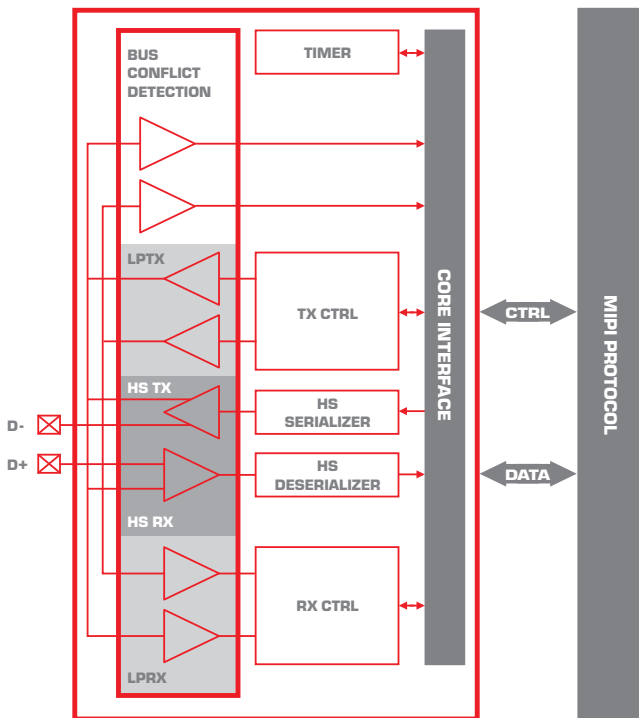 BUS
CONFLICT
DETECTION
TIMER
LPTX
TX CTRL
HS TX
HS
SERIALIZER
D-
D+
HS
DESERIALIZER
HS RX
RX CTRL
LPRX
CORE INTERFACE
CTRL
DATA
MIPI PROTOCOL